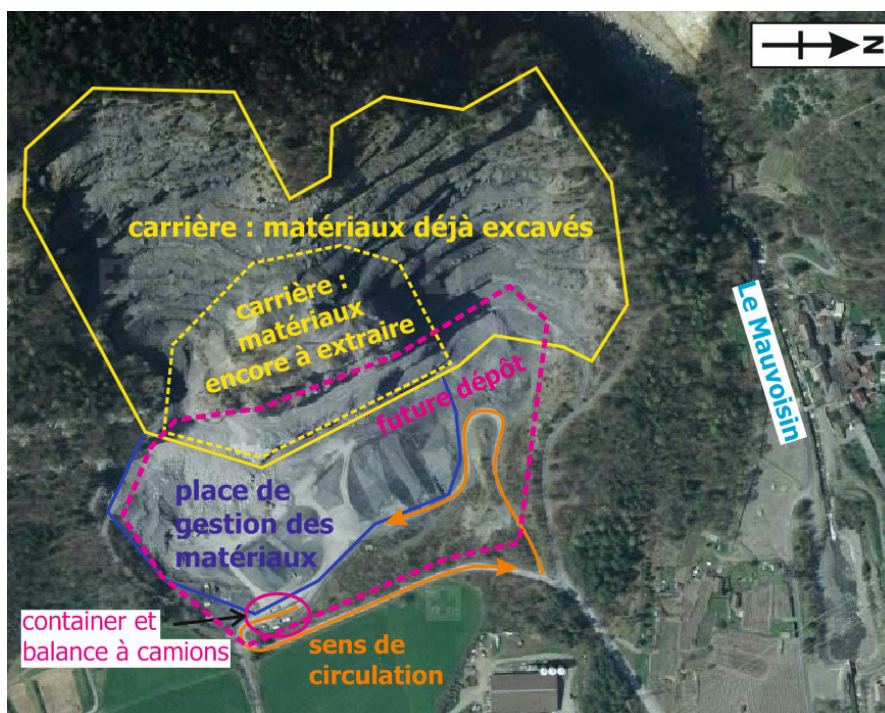 N
carrière : matériaux déjà excavés
carrière :
matériaux
encore à extraire
future dépôt
Le Mauvoisin
place de
gestion des
matériaux
container et
balance à camions
sens de
circulation